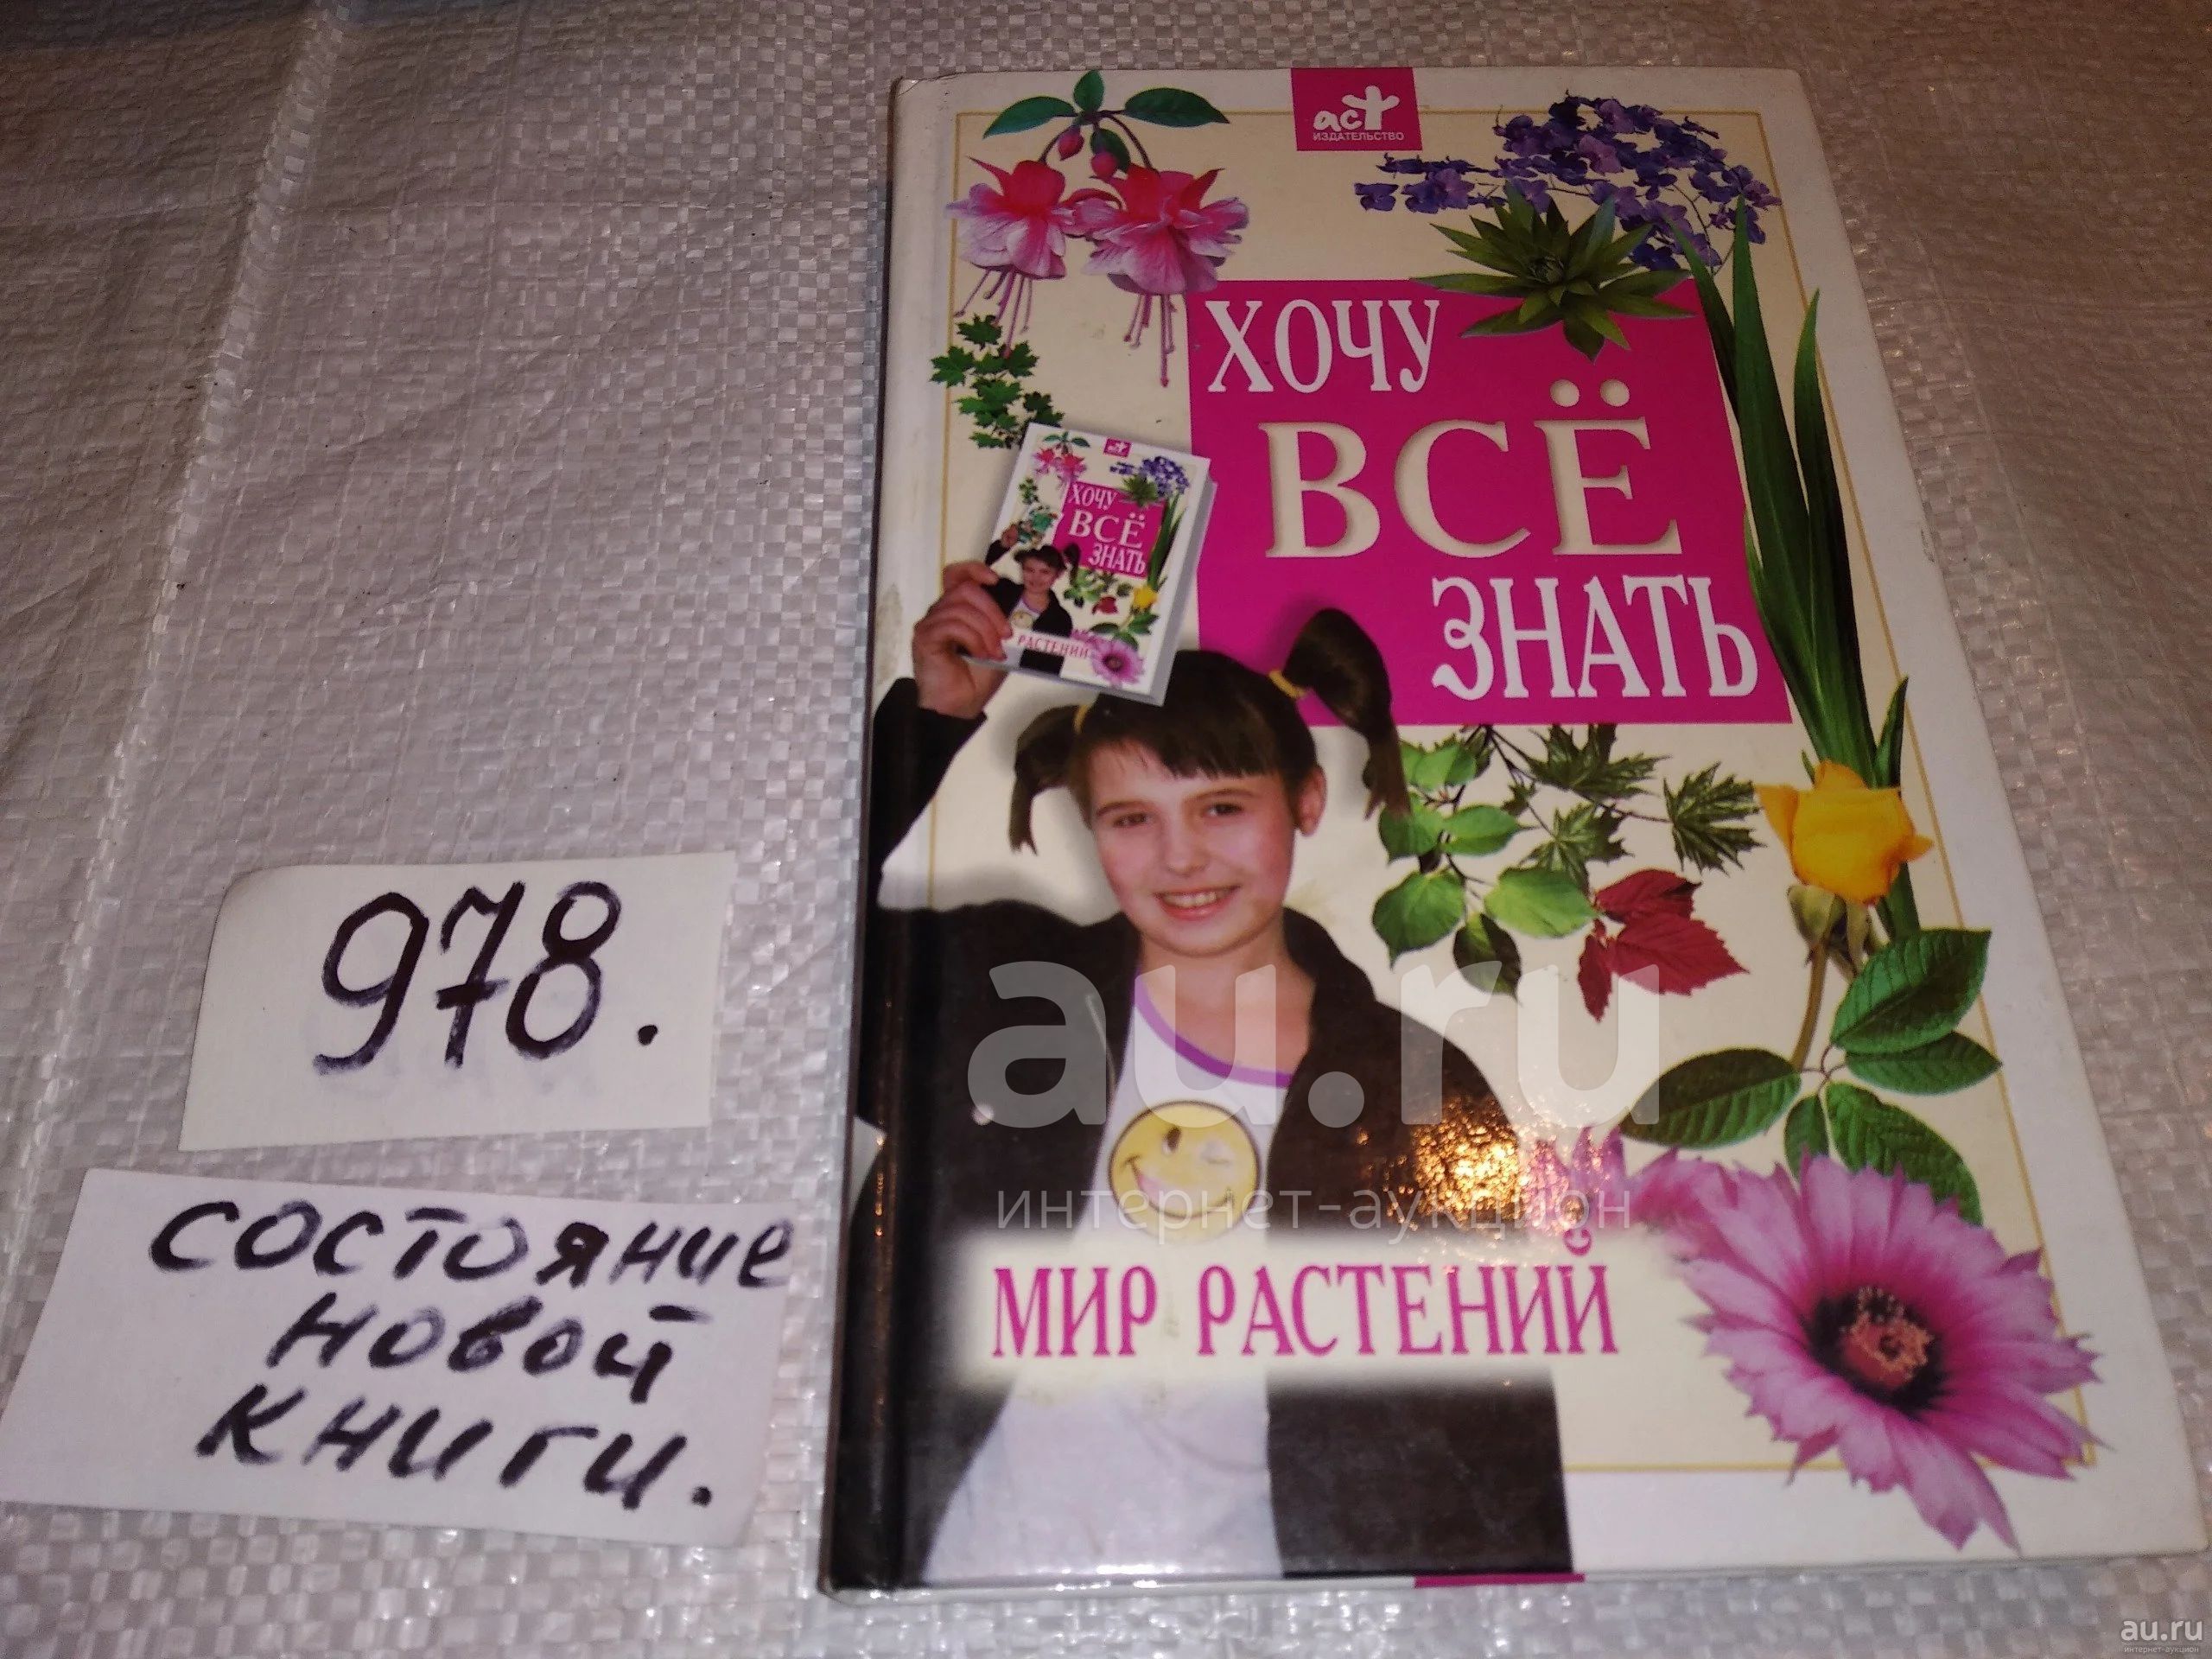 аст
ИЗДАТЕЛЬСТВО
ХОЧУ
ВСЁ
ЗНАТЬ
аст
ХОЧУ
ВСЁ
ЗНАТЬ
РАСТЕНИЙ
978.
состояние
новой
книги.
au.ru
интернет-аукцион
МИР РАСТЕНИЙ
au.ru
интернет-аукцион